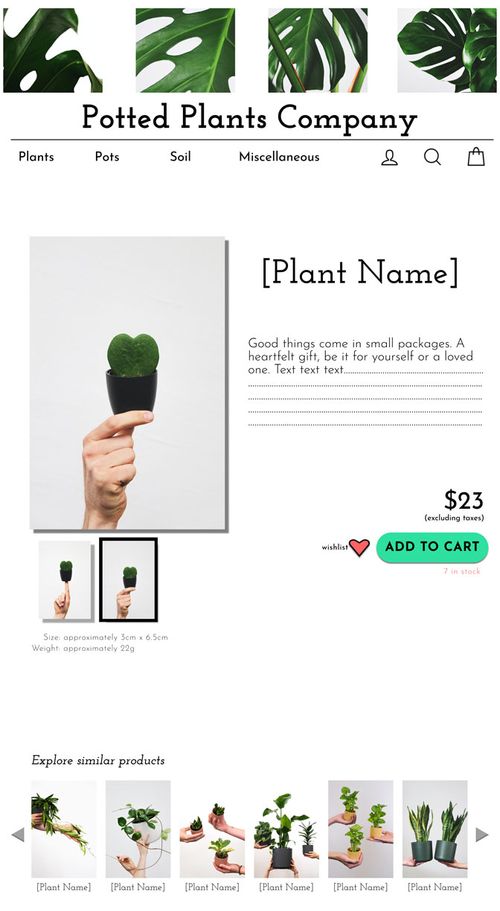 Potted Plants Company
Plants Pots Soil Miscellaneous
[Plant Name]
Good things come in small packages. A
heartfelt gift, be it for yourself or a loved
one. Text text text..................................................
................................................................................
................................................................................
................................................................................
................................................................................
$23
(excluding taxes)
wishlist ADD TO CART
7 in stock
Size: approximately 3cm x 6.5cm
Weight: approximately 22g
Explore similar products
[Plant Name] [Plant Name] [Plant Name] [Plant Name] [Plant Name] [Plant Name]